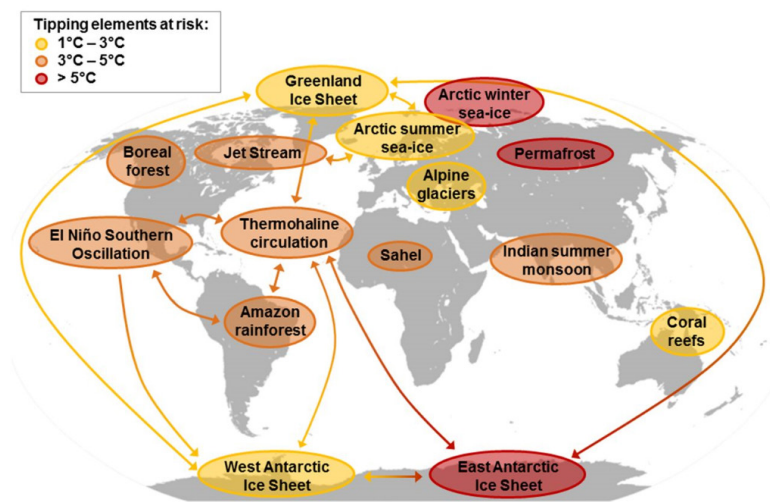 Tipping elements at risk:
1°C – 3°C
3°C – 5°C
> 5°C
Greenland
Ice Sheet
Arctic winter
sea-ice
Arctic summer
sea-ice
Boreal
forest
Jet Stream
Permafrost
Alpine
glaciers
El Niño Southern
Oscillation
Thermohaline
circulation
Sahel
Indian summer
monsoon
Amazon
rainforest
Coral
reefs
West Antarctic
Ice Sheet
East Antarctic
Ice Sheet